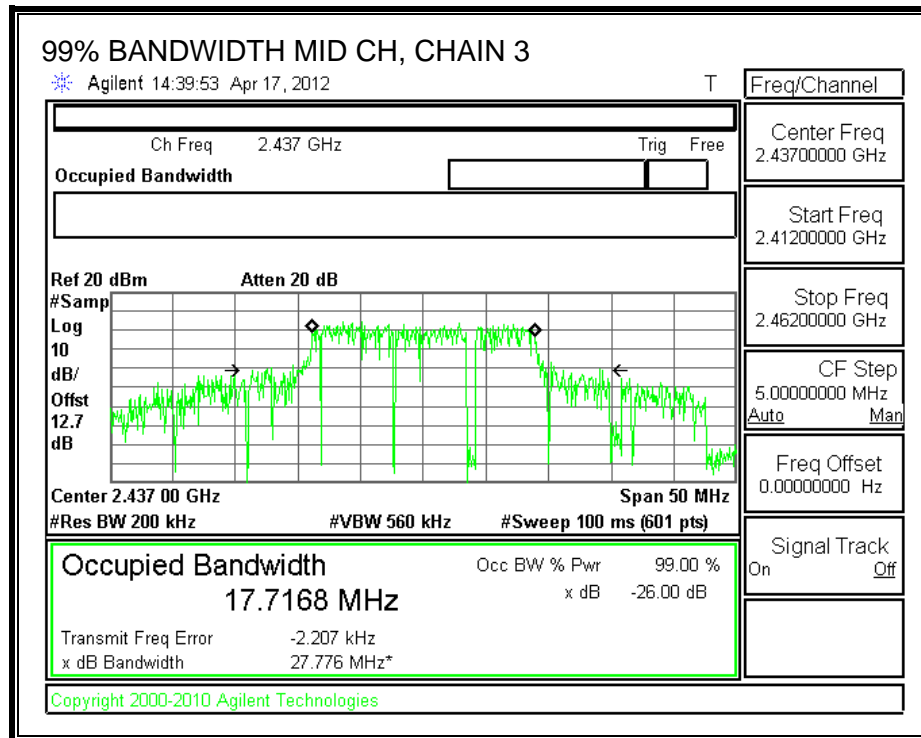 99% BANDWIDTH MID CH, CHAIN 3
Agilent 14:39:53 Apr 17, 2012 T
Freq/Channel
Ch Freq 2.437 GHz Trig Free
Occupied Bandwidth
Center Freq
2.43700000 GHz
Start Freq
2.41200000 GHz
Stop Freq
2.46200000 GHz
CF Step
5.00000000 MHz
Auto Man
Freq Offset
0.00000000 Hz
Signal Track
On Off
Ref 20 dBm Atten 20 dB
#Samp
Log
10
dB/
Offst
12.7
dB
Center 2.437 00 GHz Span 50 MHz
#Res BW 200 kHz #VBW 560 kHz #Sweep 100 ms (601 pts)
Occupied Bandwidth Occ BW % Pwr 99.00 %
17.7168 MHz x dB -26.00 dB
Transmit Freq Error -2.207 kHz
x dB Bandwidth 27.776 MHz*
Copyright 2000-2010 Agilent Technologies